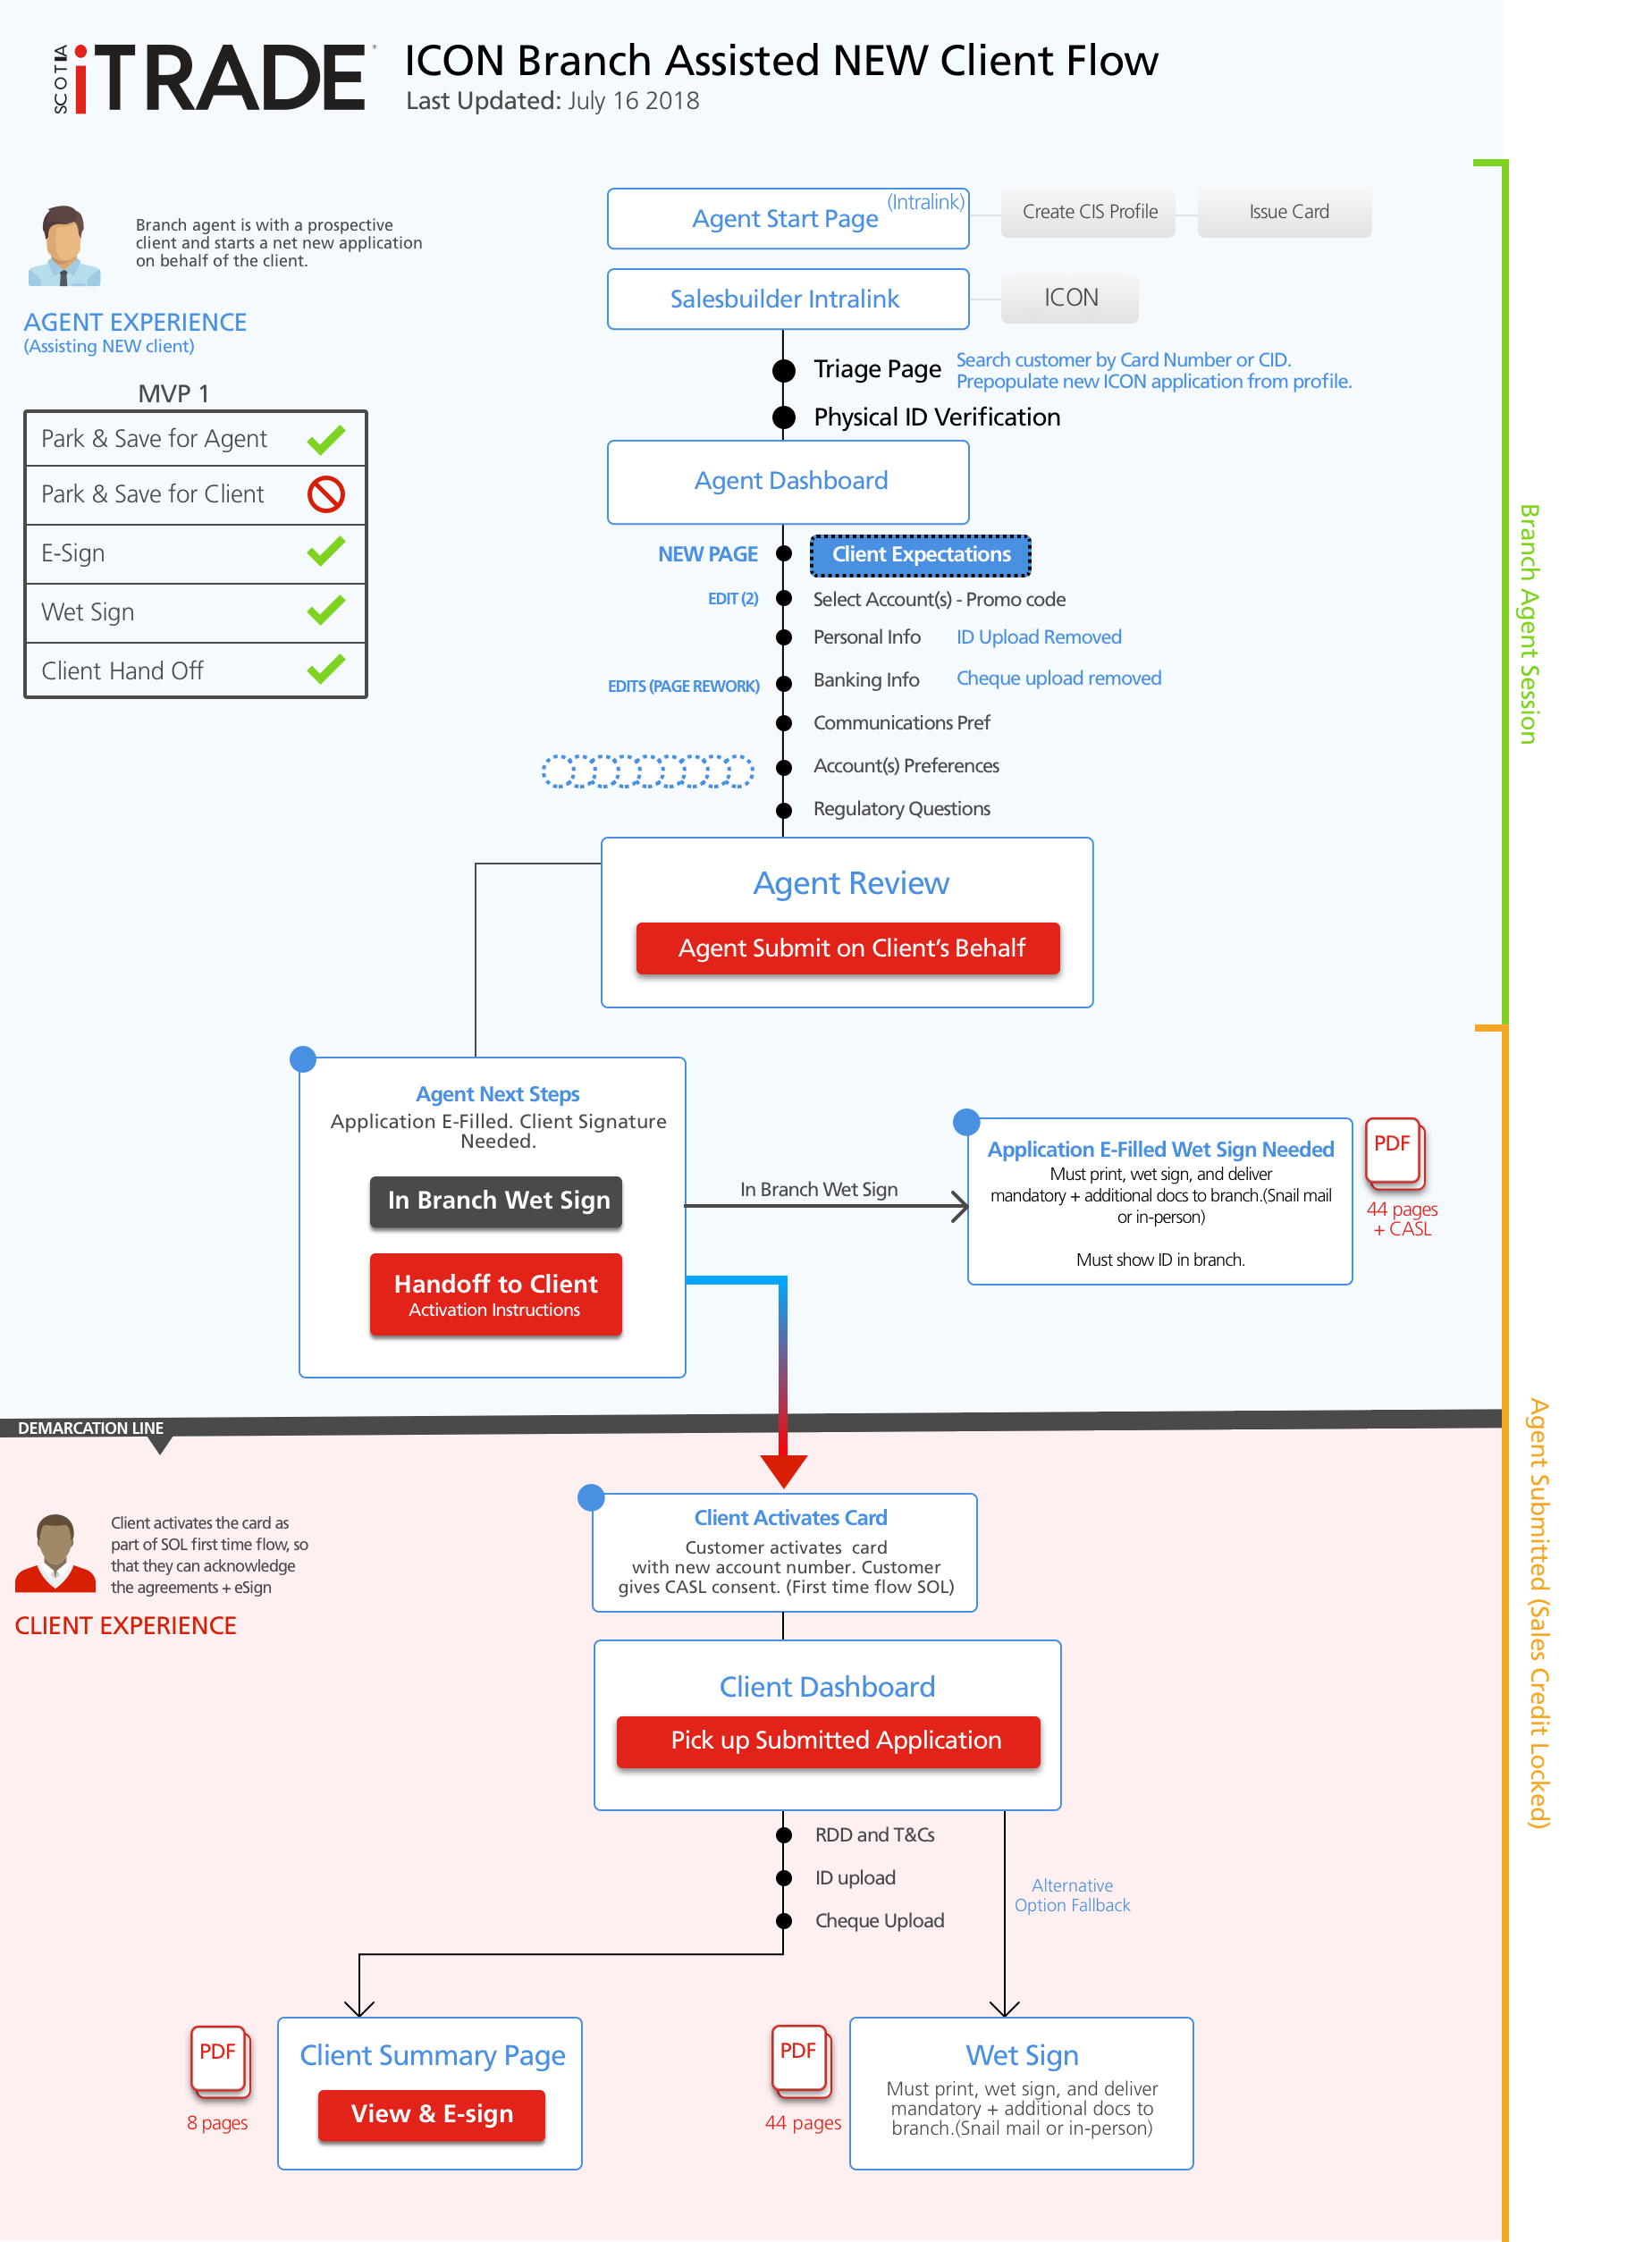 SCOTIA
iTRADE
ICON Branch Assisted NEW Client Flow
Last Updated: July 16 2018
Branch agent is with a prospective
client and starts a net new application
on behalf of the client.
AGENT EXPERIENCE
(Assisting NEW client)
MVP 1
Park & Save for Agent
Park & Save for Client
E-Sign
Wet Sign
Client Hand Off
Agent Start Page
(Intralink)
Create CIS Profile
Issue Card
Salesbuilder Intralink
ICON
Triage Page
Search customer by Card Number or CID.
Prepopulate new ICON application from profile.
Physical ID Verification
Agent Dashboard
NEW PAGE
Client Expectations
EDIT (2)
Select Account(s) - Promo code
Personal Info
ID Upload Removed
EDITS (PAGE REWORK)
Banking Info
Cheque upload removed
Communications Pref
Account(s) Preferences
Regulatory Questions
Branch Agent Session
Agent Review
Agent Submit on Client's Behalf
Agent Next Steps
Application E-Filled. Client Signature
Needed.
In Branch Wet Sign
Handoff to Client
Activation Instructions
In Branch Wet Sign
Application E-Filled Wet Sign Needed
Must print, wet sign, and deliver
mandatory + additional docs to branch.(Snail mail
or in-person)
Must show ID in branch.
PDF
44 pages
+ CASL
DEMARCATION LINE
Client activates the card as
part of SOL first time flow, so
that they can acknowledge
the agreements + eSign
CLIENT EXPERIENCE
Client Activates Card
Customer activates card
with new account number. Customer
gives CASL consent. (First time flow SOL)
Client Dashboard
Pick up Submitted Application
Agent Submitted (Sales Credit Locked)
RDD and T&Cs
ID upload
Cheque Upload
Alternative
Option Fallback
PDF
8 pages
Client Summary Page
View & E-sign
PDF
44 pages
Wet Sign
Must print, wet sign, and deliver
mandatory + additional docs to
branch.(Snail mail or in-person)